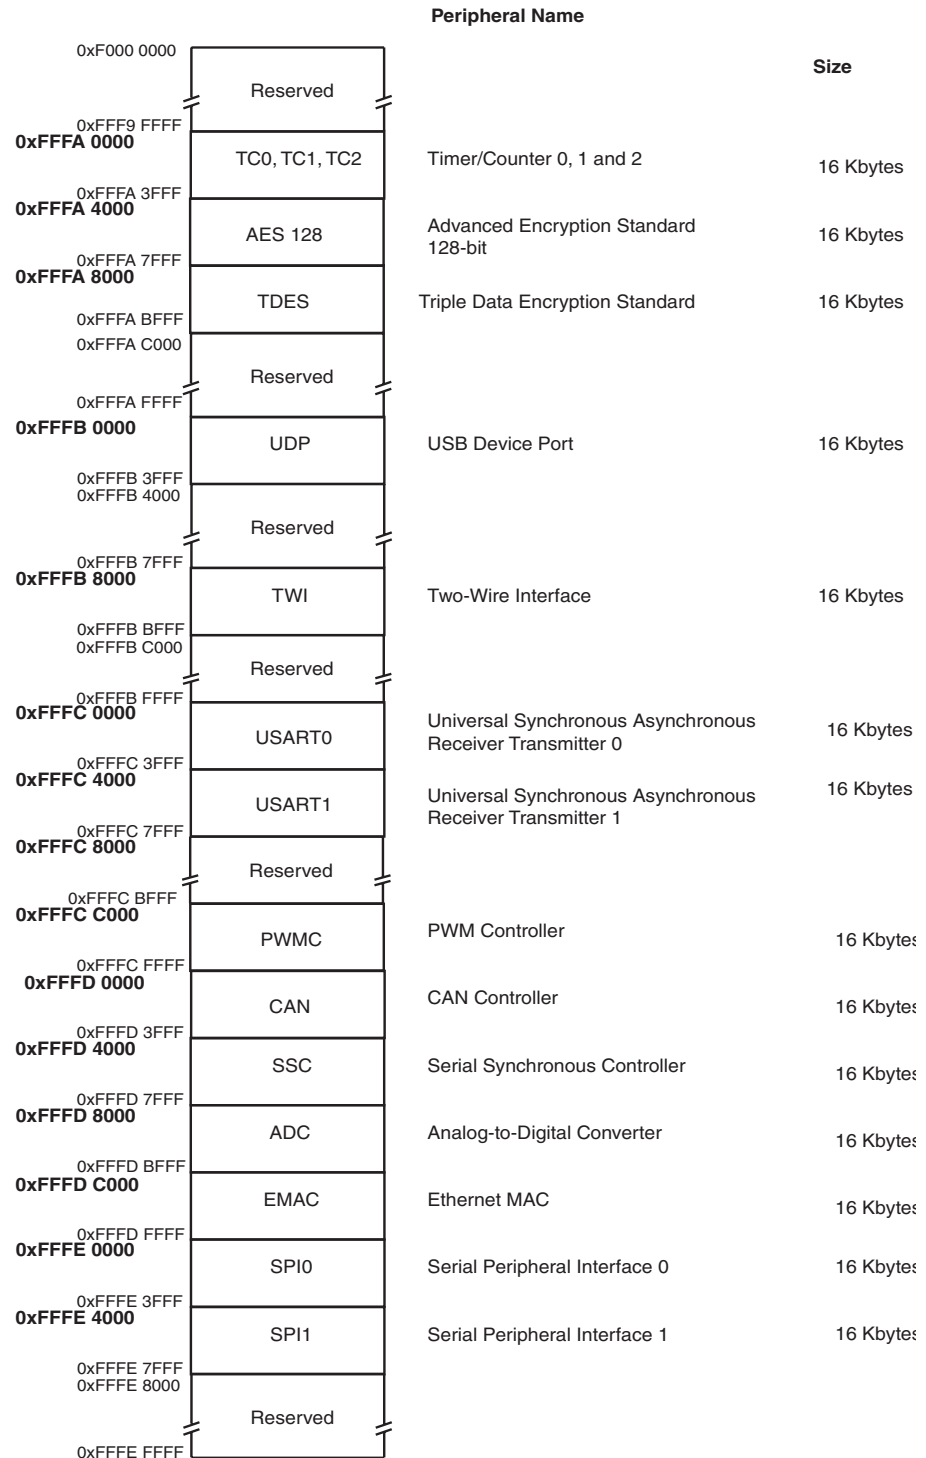 Peripheral Name
Size
0xF000 0000
Reserved
0xFFF9 FFFF
0xFFFA 0000
TC0, TC1, TC2
Timer/Counter 0, 1 and 2
16 Kbytes
0xFFFA 3FFF
0xFFFA 4000
AES 128
Advanced Encryption Standard
128-bit
16 Kbytes
0xFFFA 7FFF
0xFFFA 8000
TDES
Triple Data Encryption Standard
16 Kbytes
0xFFFA BFFF
0xFFFA C000
Reserved
0xFFFA FFFF
0xFFFB 0000
UDP
USB Device Port
16 Kbytes
0xFFFB 3FFF
0xFFFB 4000
Reserved
0xFFFB 7FFF
0xFFFB 8000
TWI
Two-Wire Interface
16 Kbytes
0xFFFB BFFF
0xFFFB C000
Reserved
0xFFFB FFFF
0xFFFC 0000
USART0
Universal Synchronous Asynchronous
Receiver Transmitter 0
16 Kbytes
0xFFFC 3FFF
0xFFFC 4000
USART1
Universal Synchronous Asynchronous
Receiver Transmitter 1
16 Kbytes
0xFFFC 7FFF
0xFFFC 8000
Reserved
0xFFFC BFFF
0xFFFC C000
PWMC
PWM Controller
16 Kbytes
0xFFFC FFFF
0xFFFD 0000
CAN
CAN Controller
16 Kbytes
0xFFFD 3FFF
0xFFFD 4000
SSC
Serial Synchronous Controller
16 Kbytes
0xFFFD 7FFF
0xFFFD 8000
ADC
Analog-to-Digital Converter
16 Kbytes
0xFFFD BFFF
0xFFFD C000
EMAC
Ethernet MAC
16 Kbytes
0xFFFD FFFF
0xFFFE 0000
SPI0
Serial Peripheral Interface 0
16 Kbytes
0xFFFE 3FFF
0xFFFE 4000
SPI1
Serial Peripheral Interface 1
16 Kbytes
0xFFFE 7FFF
0xFFFE 8000
Reserved
0xFFFE FFFF